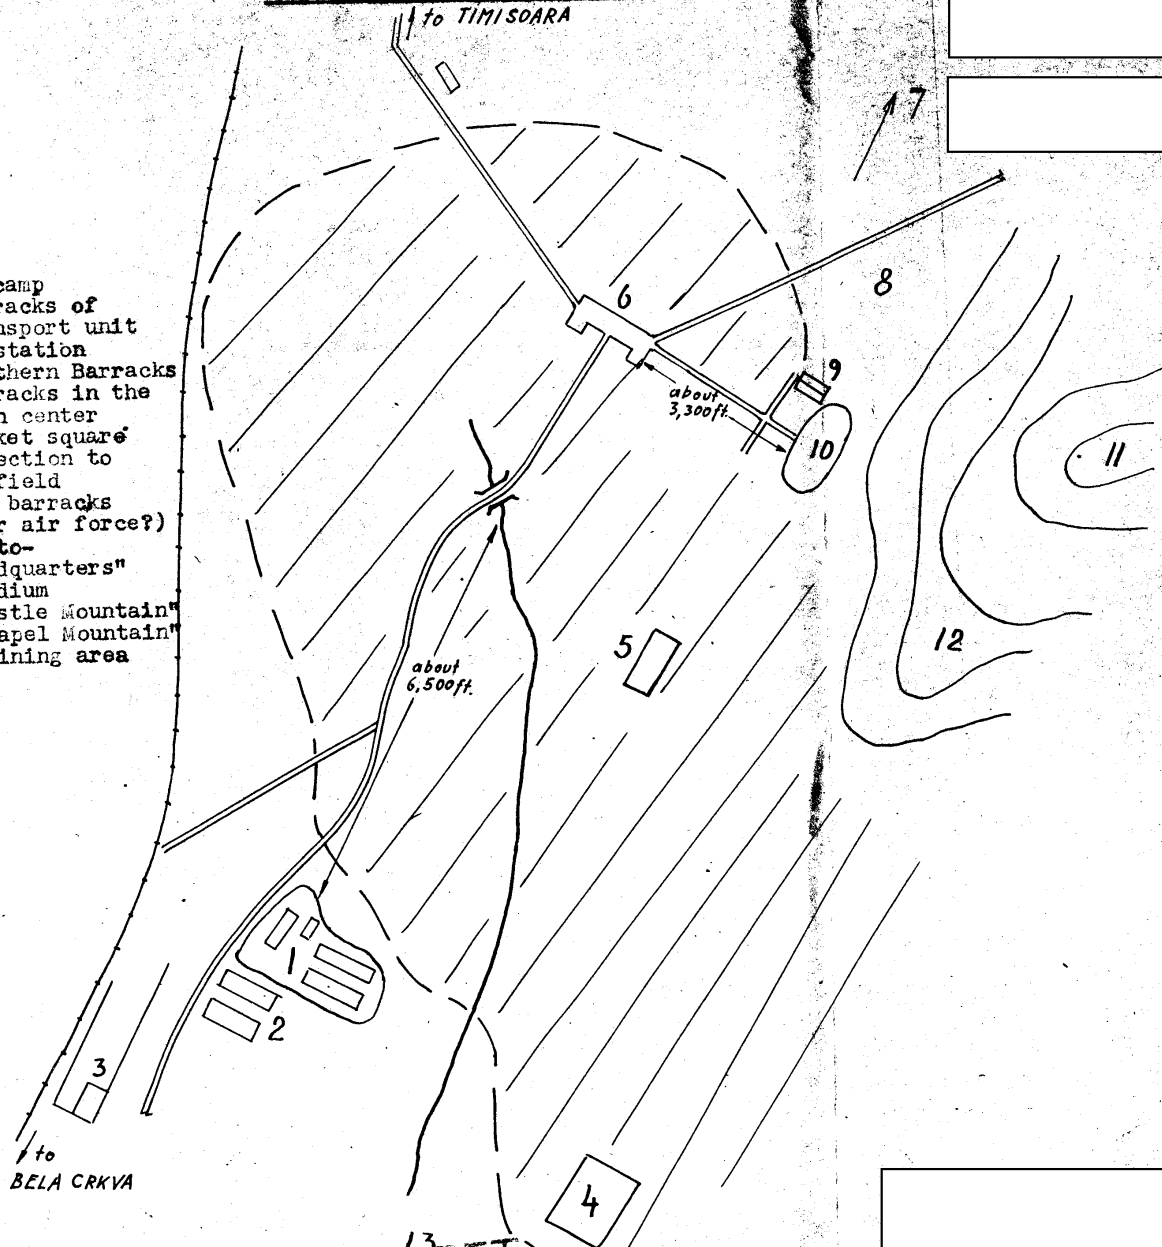 to TIMISOARA
7
camp
racks of
nsport unit
station
thern Barracks
racks in the
n center
ket square
ection to
field
barracks
r air force?)
to-
dquarters"
dium
stle Mountain"
apel Mountain"
ining area
6
8
about
3,300ft.
9
10
11
5
12
about
6,500ft.
1
2
3
to
BELA CRKVA
4
13